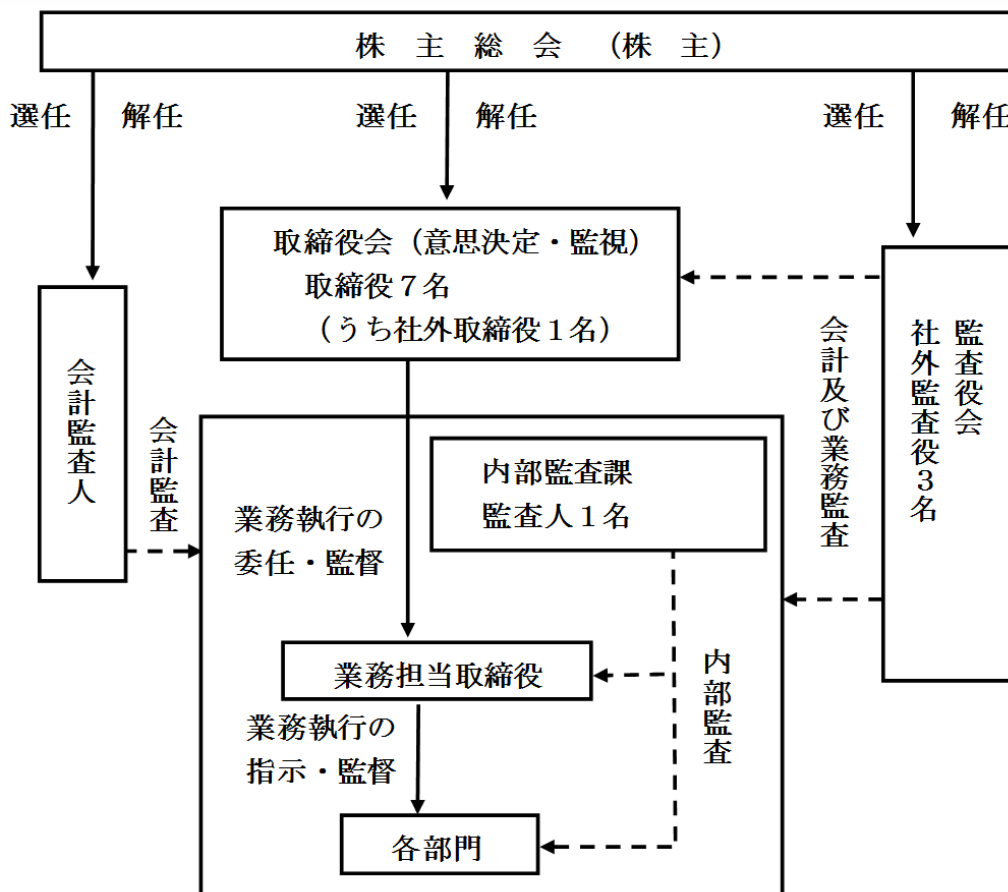 株 主 総 会 （株 主）
選任 解任
選任 解任
選任 解任
取締役会（意思決定・監視）
取締役７名
（うち社外取締役１名）
会計監査人
会計監査
監査役会
社外監査役３名
会計及び業務監査
内部監査課
監査人１名
業務執行の
委任・監督
業務担当取締役
内部監査
業務執行の
指示・監督
各部門